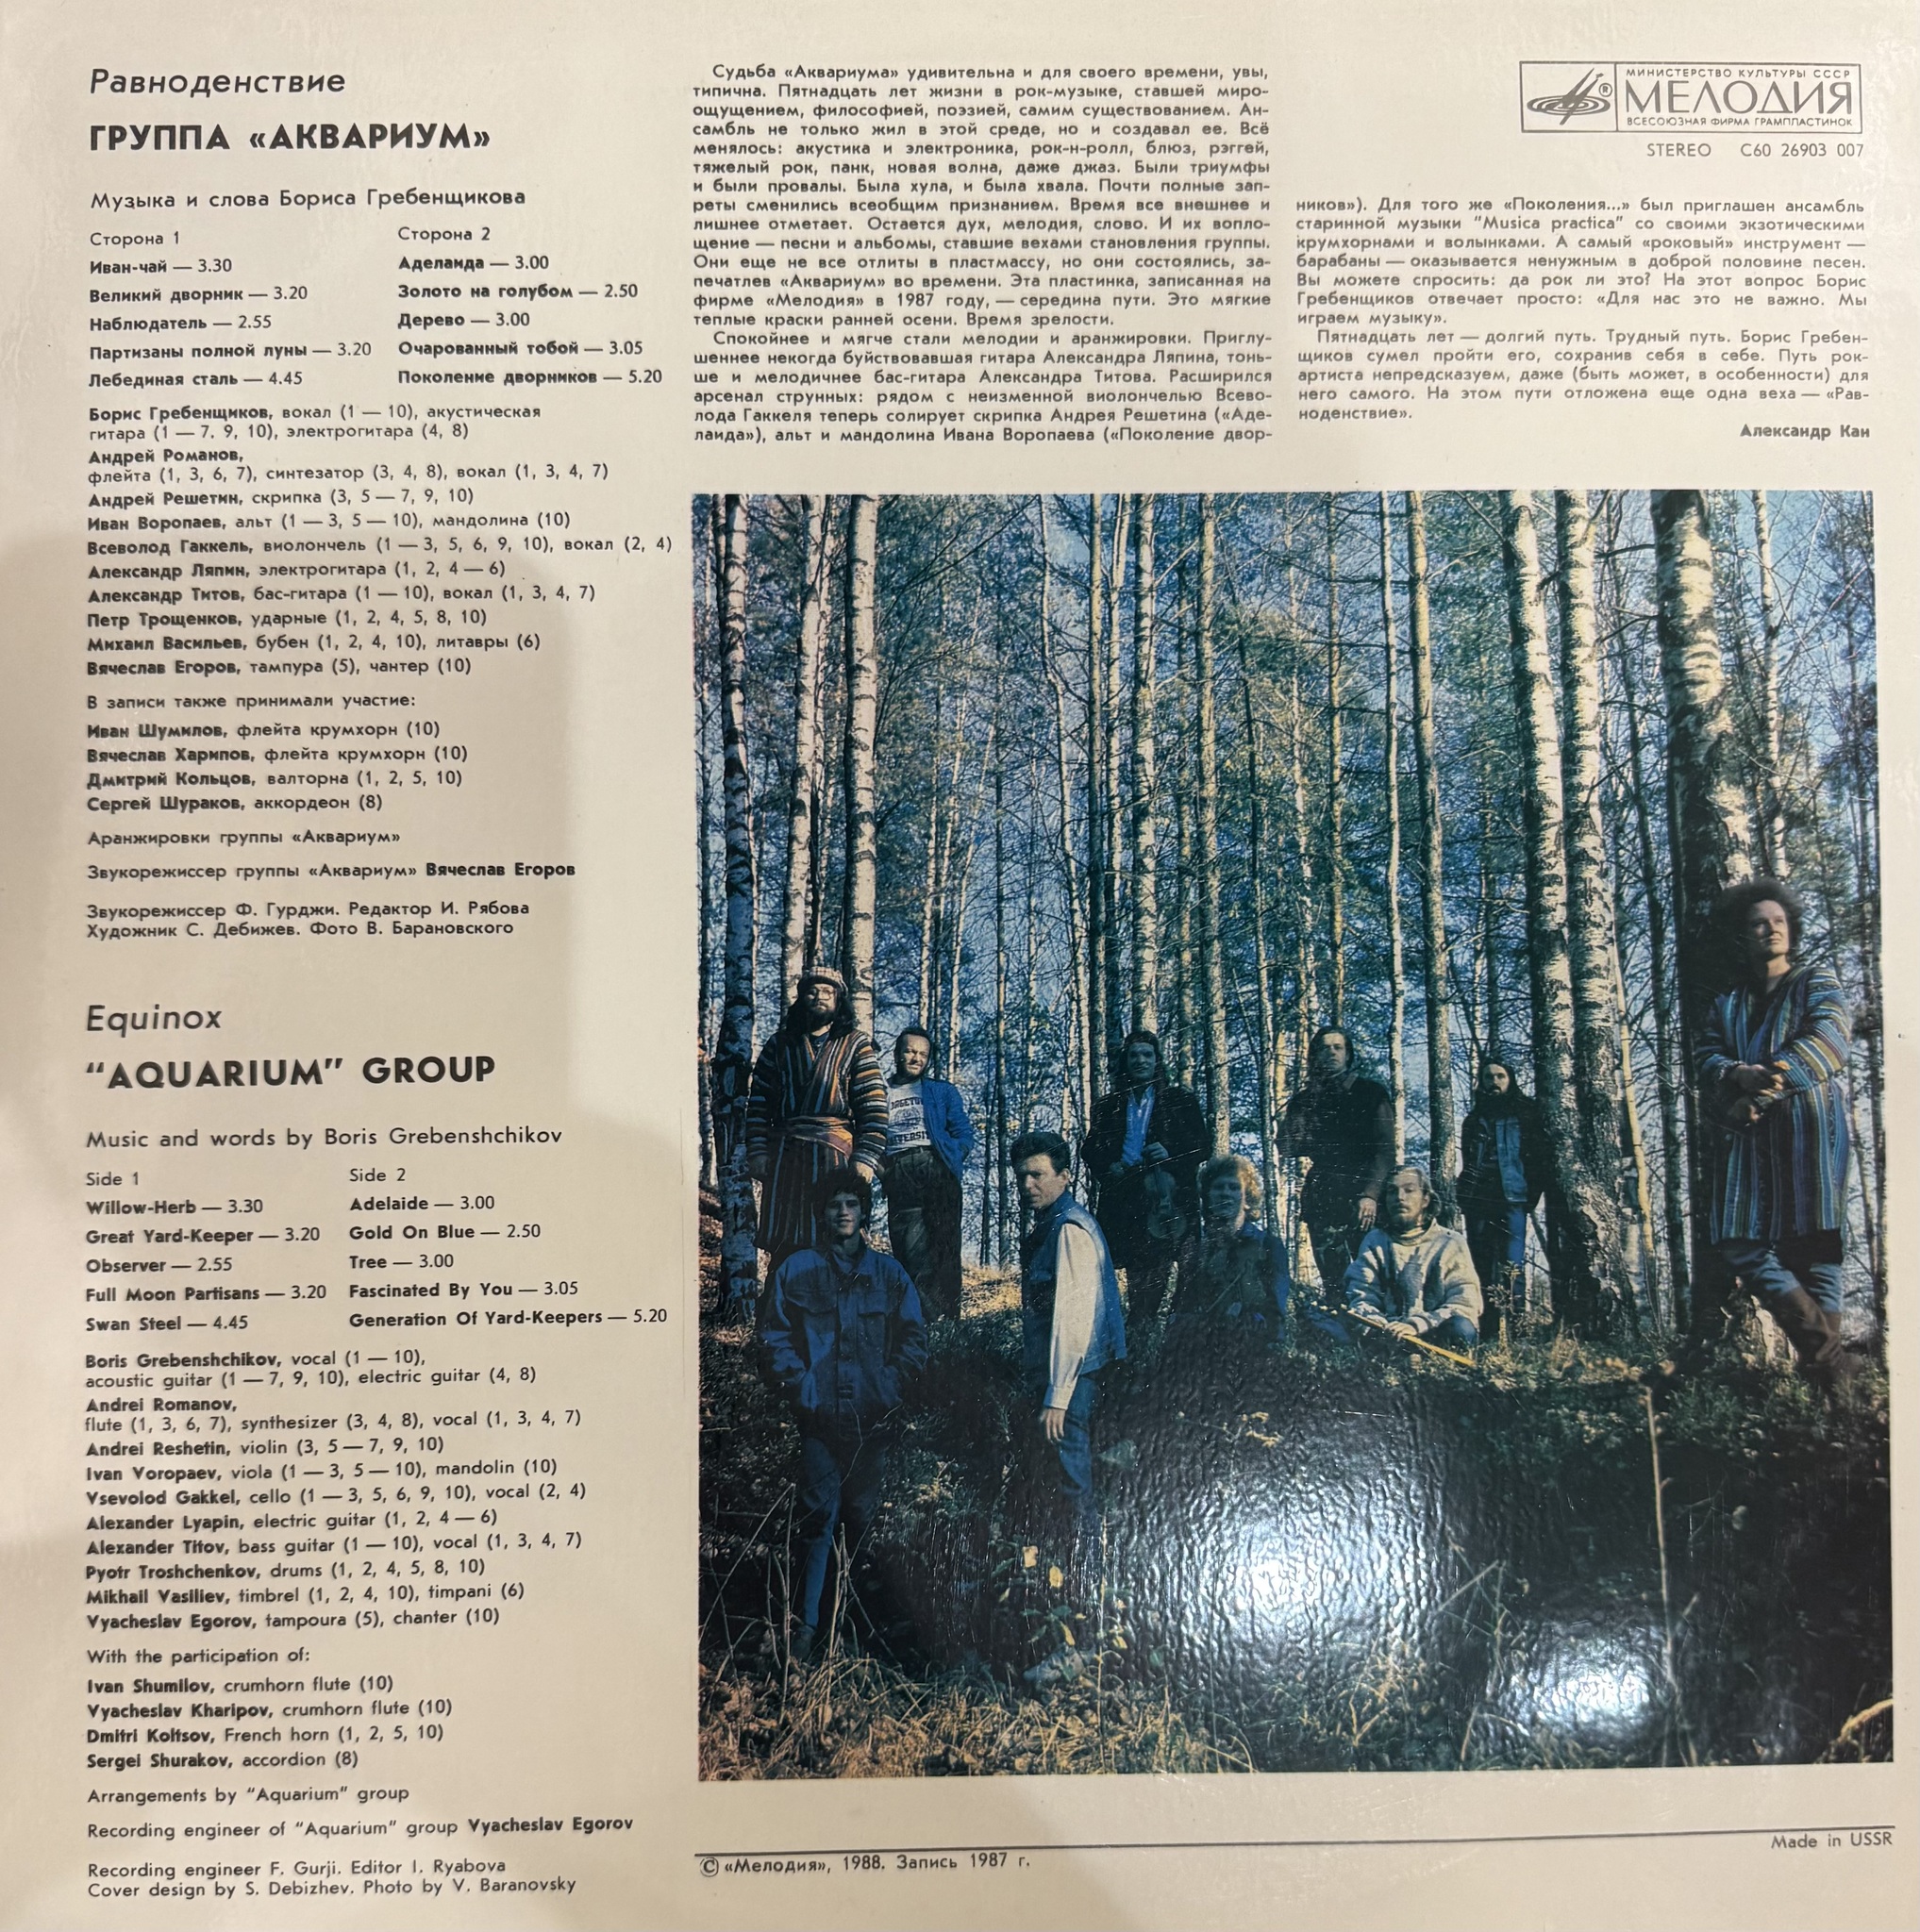 Равноденствие
ГРУППА «АКВАРИУМ»
Музыка и слова Бориса Гребенщикова
Сторона 1
Иван-чай — 3.30
Великий дворник — 3.20
Наблюдатель — 2.55
Партизаны полной луны — 3.20
Лебединая сталь — 4.45
Сторона 2
Аделаида — 3.00
Золото на голубом — 2.50
Дерево — 3.00
Очарованный тобой — 3.05
Поколение дворников — 5.20
Борис Гребенщиков, вокал (1 — 10), акустическая
гитара (1 — 7. 9, 10), электрогитара (4, 8)
Андрей Романов,
флейта (1, 3, 6, 7), синтезатор (3, 4, 8), вокал (1, 3, 4, 7)
Андрей Решетин, скрипка (3, 5 — 7, 9, 10)
Иван Воропаев, альт (1 — 3, 5 — 10), мандолина (10)
Всеволод Гаккель, виолончель (1 — 3, 5, 6, 9, 10), вокал (2, 4)
Александр Ляпин, электрогитара (1, 2, 4 — 6)
Александр Титов, бас-гитара (1 — 10), вокал (1, 3, 4, 7)
Петр Трощенков, ударные (1, 2, 4, 5, 8, 10)
Михаил Васильев, бубен (1, 2, 4, 10), литавры (6)
Вячеслав Егоров, тампура (5), чантер (10)
В записи также принимали участие:
Иван Шумилов, флейта крумхорн (10)
Вячеслав Харипов, флейта крумхорн (10)
Дмитрий Кольцов, валторна (1, 2, 5, 10)
Сергей Шураков, аккордеон (8)
Аранжировки группы «Аквариум»
Звукорежиссер группы «Аквариум» Вячеслав Егоров
Звукорежиссер Ф. Гурджи. Редактор И. Рябова
Художник С. Дебижев. Фото В. Барановского
Equinox
“AQUARIUM” GROUP
Music and words by Boris Grebenshchikov
Side 1
Willow-Herb — 3.30
Great Yard-Keeper — 3.20
Observer — 2.55
Full Moon Partisans — 3.20
Swan Steel — 4.45
Side 2
Adelaide — 3.00
Gold On Blue — 2.50
Tree — 3.00
Fascinated By You — 3.05
Generation Of Yard-Keepers — 5.20
Boris Grebenshchikov, vocal (1 — 10),
acoustic guitar (1 — 7, 9, 10), electric guitar (4, 8)
Andrei Romanov,
flute (1, 3, 6, 7), synthesizer (3, 4, 8), vocal (1, 3, 4, 7)
Andrei Reshetin, violin (3, 5 — 7, 9, 10)
Ivan Voropaev, viola (1 — 3, 5 — 10), mandolin (10)
Vsevolod Gakkel, cello (1 — 3, 5, 6, 9, 10), vocal (2, 4)
Alexander Lyapin, electric guitar (1, 2, 4 — 6)
Alexander Titov, bass guitar (1 — 10), vocal (1, 3, 4, 7)
Pyotr Troshchenkov, drums (1, 2, 4, 5, 8, 10)
Mikhail Vasiliev, timbrel (1, 2, 4, 10), timpani (6)
Vyacheslav Egorov, tampoura (5), chanter (10)
With the participation of:
Ivan Shumilov, crumhorn flute (10)
Vyacheslav Kharipov, crumhorn flute (10)
Dmitri Koltsov, French horn (1, 2, 5, 10)
Sergei Shurakov, accordion (8)
Arrangements by “Aquarium” group
Recording engineer of “Aquarium” group Vyacheslav Egorov
Recording engineer F. Gurji. Editor I. Ryabova
Cover design by S. Debizhev. Photo by V. Baranovsky
Судьба «Аквариума» удивительна и для своего времени, увы,
типична. Пятнадцать лет жизни в рок-музыке, ставшей миро-
ощущением, философией, поэзией, самим существованием. Ан-
самбль не только жил в этой среде, но и создавал ее. Всё
менялось: акустика и электроника, рок-н-ролл, блюз, рэггей,
тяжелый рок, панк, новая волна, даже джаз. Были триумфы
и были провалы. Была хула, и была хвала. Почти полные зап-
реты сменились всеобщим признанием. Время все внешнее и
лишнее отметает. Остается дух, мелодия, слово. И их вопло-
щение — песни и альбомы, ставшие вехами становления группы.
Они еще не все отлиты в пластмассу, но они состоялись, за-
печатлев «Аквариум» во времени. Эта пластинка, записанная на
фирме «Мелодия» в 1987 году, — середина пути. Это мягкие
теплые краски ранней осени. Время зрелости.
Спокойнее и мягче стали мелодии и аранжировки. Приглу-
шеннее некогда буйствовавшая гитара Александра Ляпина, тонь-
ше и мелодичнее бас-гитара Александра Титова. Расширился
арсенал струнных: рядом с неизменной виолончелью Всево-
лода Гаккеля теперь солирует скрипка Андрея Решетина («Аде-
лаида»), альт и мандолина Ивана Воропаева («Поколение двор-
МИНИСТЕРСТВО КУЛЬТУРЫ СССР
® МЕЛОДИЯ
ВСЕСОЮЗНАЯ ФИРМА ГРАМПЛАСТИНОК
STEREO C60 26903 007
ников»). Для того же «Поколения...» был приглашен ансамбль
старинной музыки “Musica practica” со своими экзотическими
крумхорнами и волынками. А самый «роковый» инструмент —
барабаны — оказывается ненужным в доброй половине песен.
Вы можете спросить: да рок ли это? На этот вопрос Борис
Гребенщиков отвечает просто: «Для нас это не важно. Мы
играем музыку».
Пятнадцать лет — долгий путь. Трудный путь. Борис Гребен-
щиков сумел пройти его, сохранив себя в себе. Путь рок-
артиста непредсказуем, даже (быть может, в особенности) для
него самого. На этом пути отложена еще одна веха — «Рав-
ноденствие».
Александр Кан
Made in USSR
© «Мелодия», 1988. Запись 1987 г.